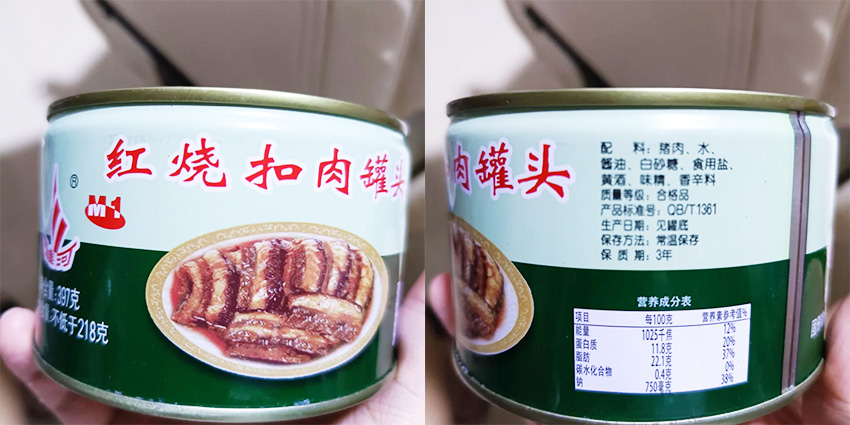 红烧扣肉罐头
®
M1
397克
不低于218克
肉罐头
配 料：猪肉、水、
酱油、白砂糖、食用盐、
黄酒、味精、香辛料
质量等级：合格品
产品标准号：QB/T1361
生产日期：见罐底
保存方法：常温保存
保 质 期：3年
营养成分表
项目 每100克 营养素参考值%
能量 1025千焦 12%
蛋白质 11.8克 20%
脂肪 22.1克 37%
碳水化合物 0.4克 0%
钠 750毫克 38%